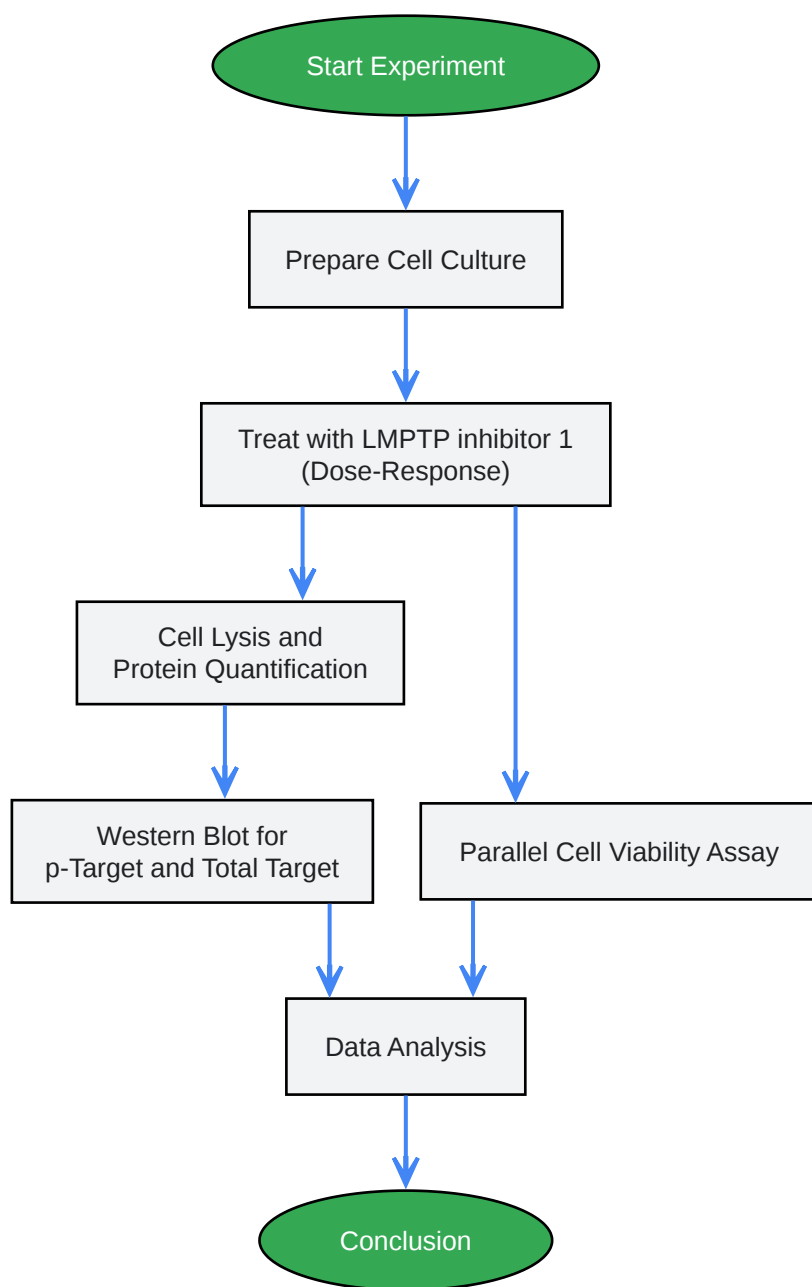 Start Experiment
Prepare Cell Culture
Treat with LMPTP inhibitor 1
(Dose-Response)
Cell Lysis and
Protein Quantification
Western Blot for
p-Target and Total Target
Parallel Cell Viability Assay
Data Analysis
Conclusion